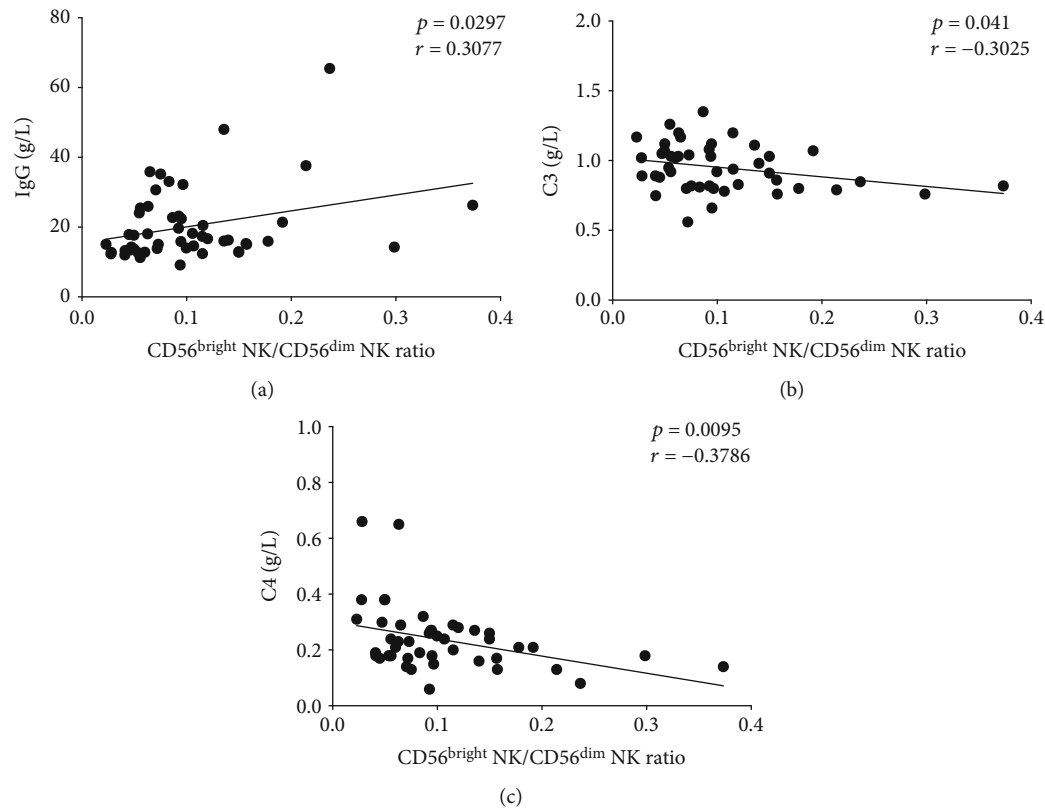 p = 0.0297
r = 0.3077
80
60
40
20
0
IgG (g/L)
0.0 0.1 0.2 0.3 0.4
CD56bright NK/CD56dim NK ratio
(a)
p = 0.041
r = −0.3025
2.0
1.5
1.0
0.5
0.0
C3 (g/L)
0.0 0.1 0.2 0.3 0.4
CD56bright NK/CD56dim NK ratio
(b)
p = 0.0095
r = −0.3786
1.0
0.8
0.6
0.4
0.2
0.0
C4 (g/L)
0.0 0.1 0.2 0.3 0.4
CD56bright NK/CD56dim NK ratio
(c)